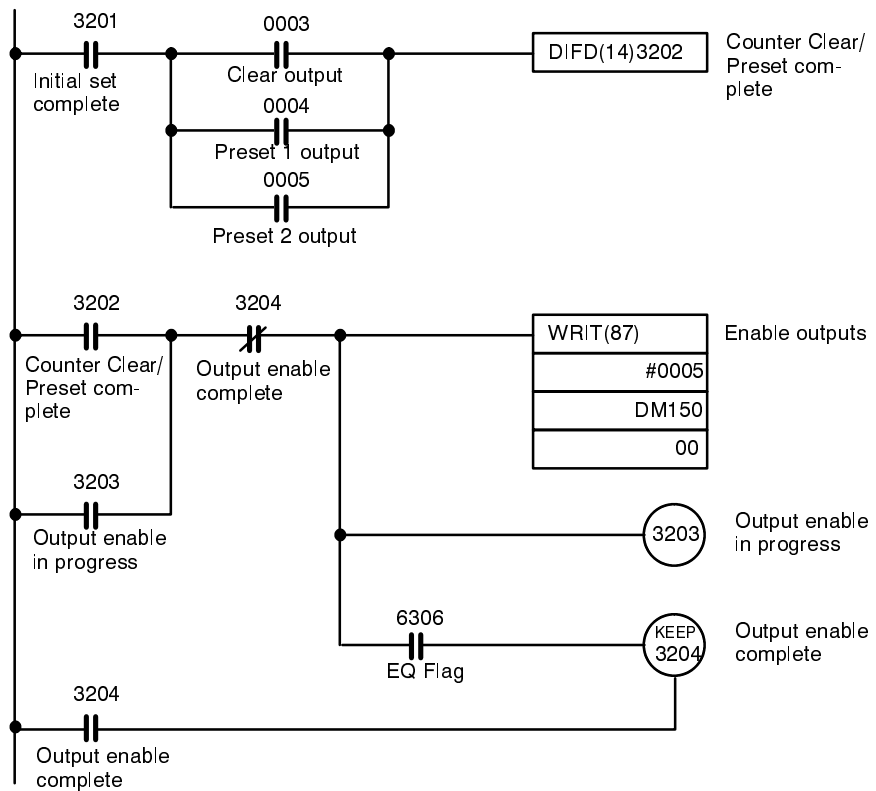 3201
Initial set
complete
0003
Clear output
0004
Preset 1 output
0005
Preset 2 output
DIFD(14)3202
Counter Clear/
Preset com-
plete
3202
Counter Clear/
Preset com-
plete
3204
Output enable
complete
WRIT(87)
#0005
DM150
00
Enable outputs
3203
Output enable
in progress
3203
Output enable
in progress
6306
EQ Flag
KEEP
3204
Output enable
complete
3204
Output enable
complete